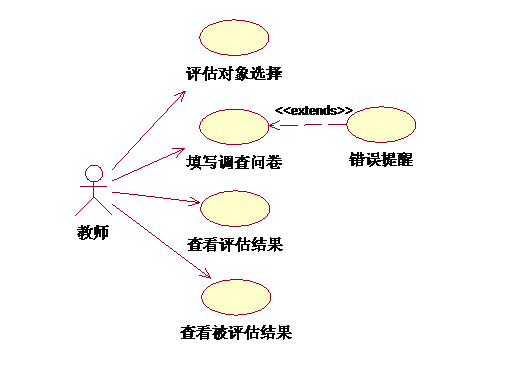 评估对象选择
<<extends>>
填写调查问卷
错误提醒
教师
查看评估结果
查看被评估结果